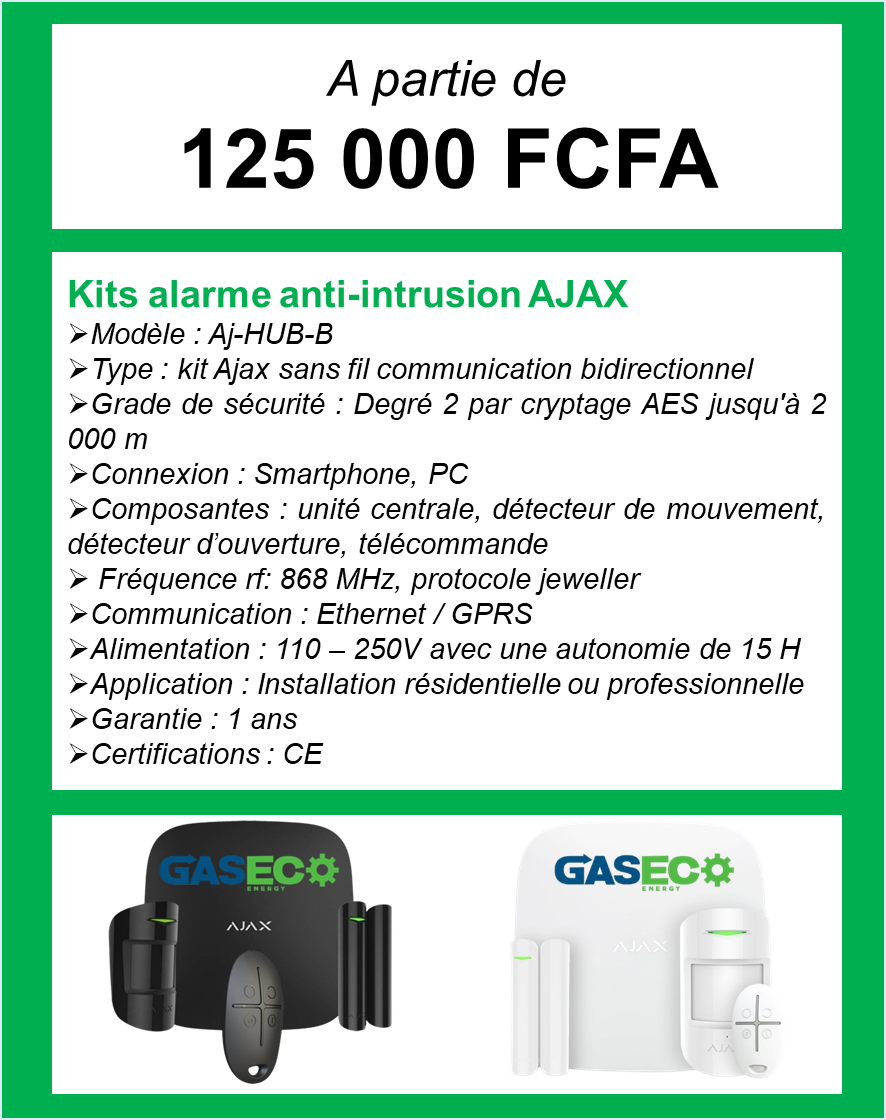 A partie de
125 000 FCFA
Kits alarme anti-intrusion AJAX
➢Modèle : Aj-HUB-B
➢Type : kit Ajax sans fil communication bidirectionnel
➢Grade de sécurité : Degré 2 par cryptage AES jusqu'à 2
000 m
➢Connexion : Smartphone, PC
➢Composantes : unité centrale, détecteur de mouvement,
détecteur d’ouverture, télécommande
➢ Fréquence rf: 868 MHz, protocole jeweller
➢Communication : Ethernet / GPRS
➢Alimentation : 110 – 250V avec une autonomie de 15 H
➢Application : Installation résidentielle ou professionnelle
➢Garantie : 1 ans
➢Certifications : CE
GASECO
ENERGY
AJAX
AJAX
GASECO
ENERGY
AJAX
AJAX